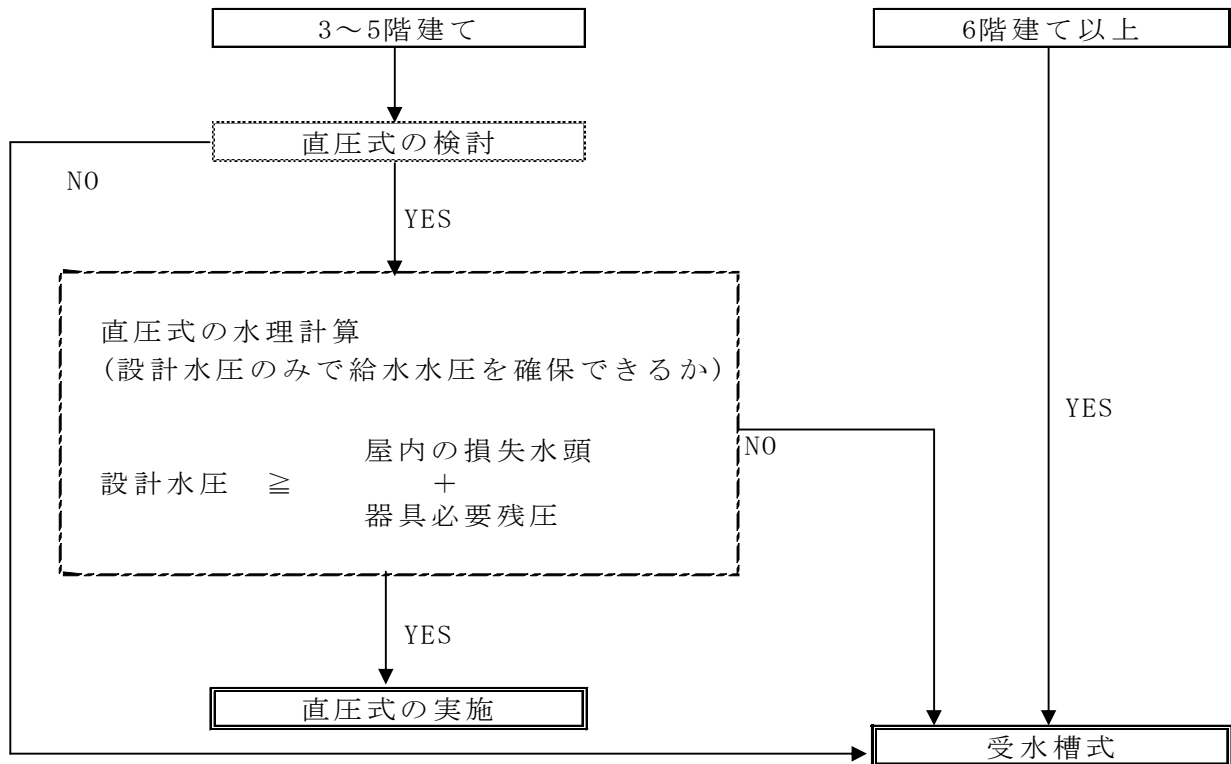 3～5階建て
6階建て以上
直圧式の検討
NO
YES
直圧式の水理計算
(設計水圧のみで給水水圧を確保できるか)
屋内の損失水頭
設計水圧 ≧ +
器具必要残圧
NO
YES
YES
直圧式の実施
受水槽式